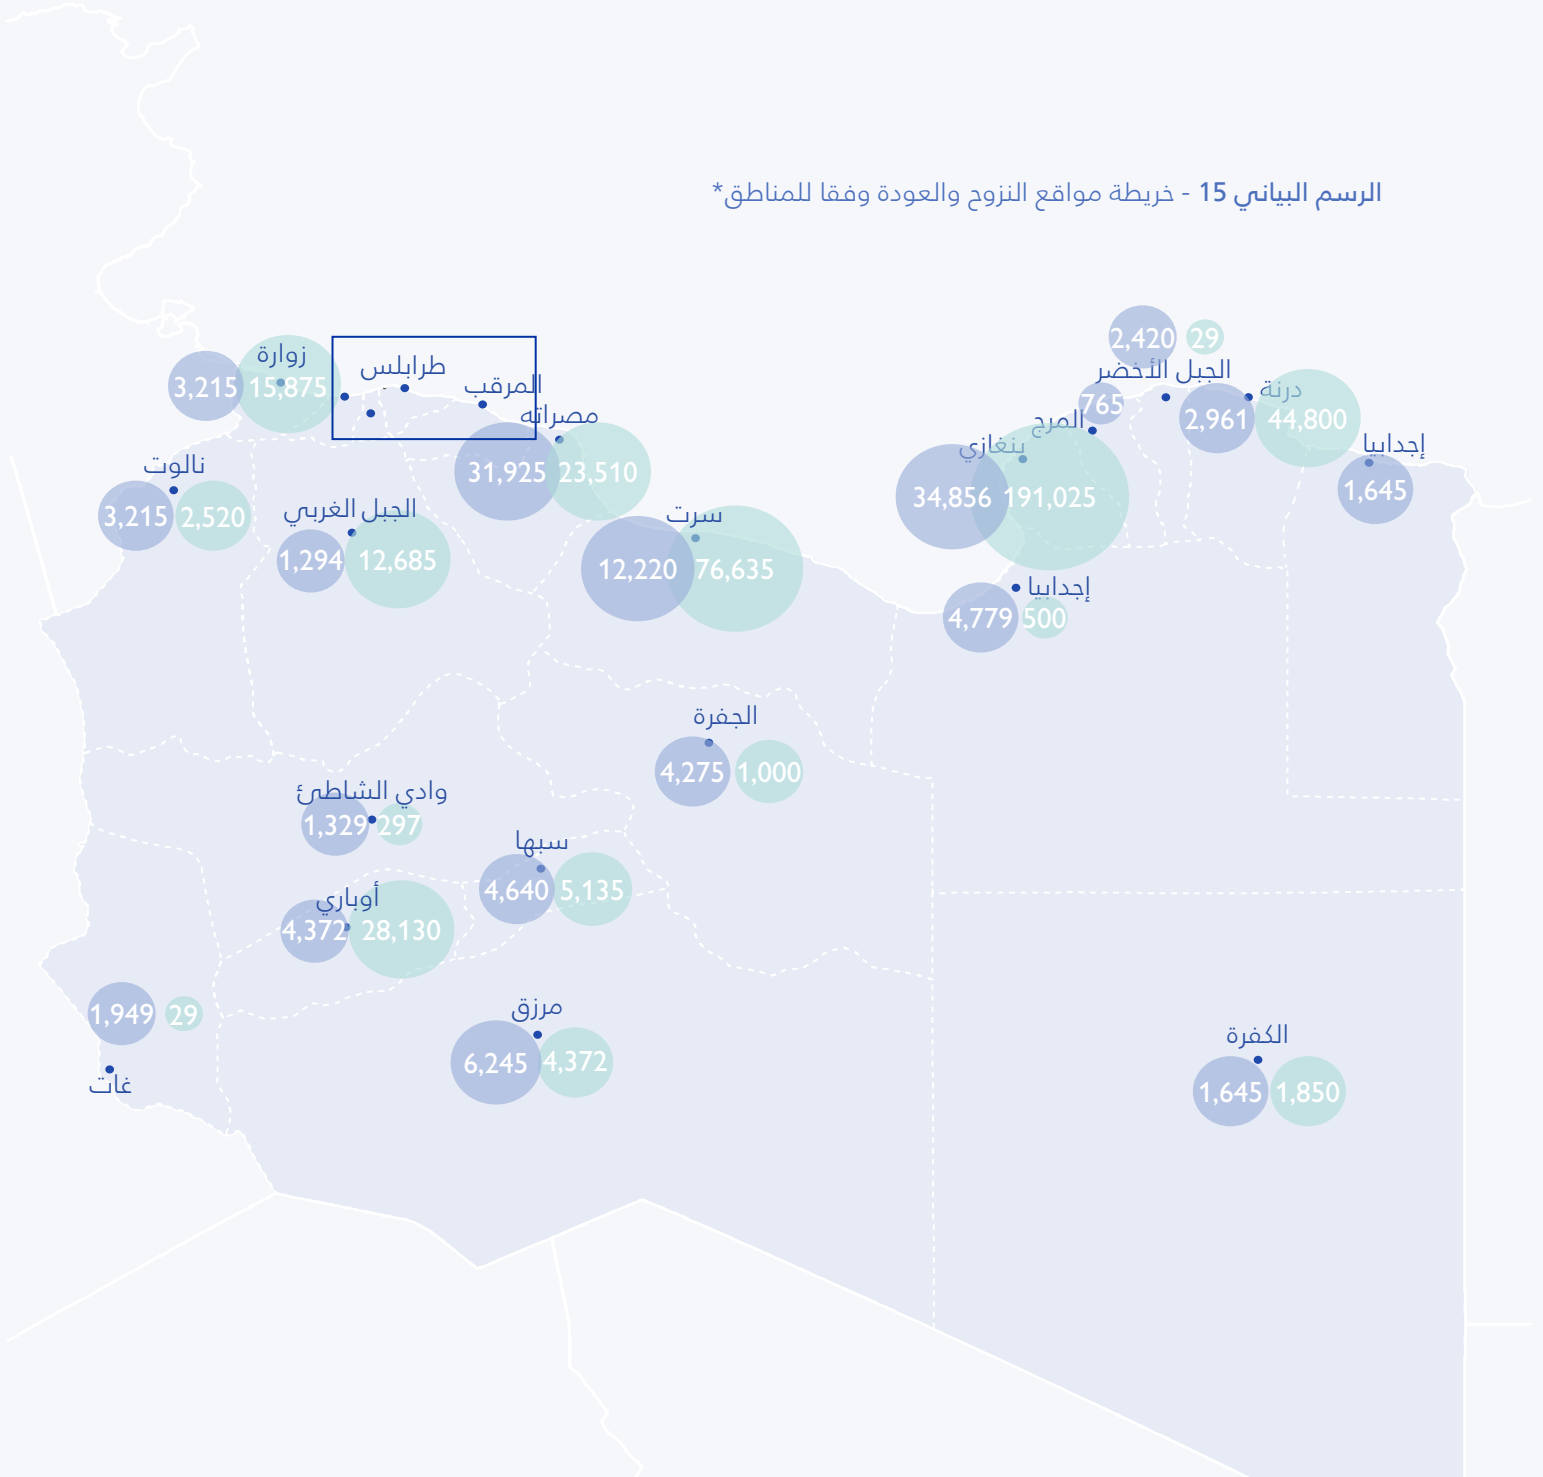 الرسم البياني 15 - خريطة مواقع النزوح والعودة وفقا للمناطق*
2,420
29
الجبل الأخضر
زوارة
3,215
15,875
طرابلس
المرقب
مصراته
31,925
23,510
765
المرج
درنة
2,961
44,800
بنغازي
34,856
191,025
إجدابيا
1,645
نالوت
3,215
2,520
الجبل الغربي
1,294
12,685
سرت
12,220
76,635
إجدابيا
4,779
500
الجفرة
4,275
1,000
وادي الشاطئ
1,329
297
سبها
4,640
5,135
أوباري
4,372
28,130
1,949
29
غات
مرزق
6,245
4,372
الكفرة
1,645
1,850